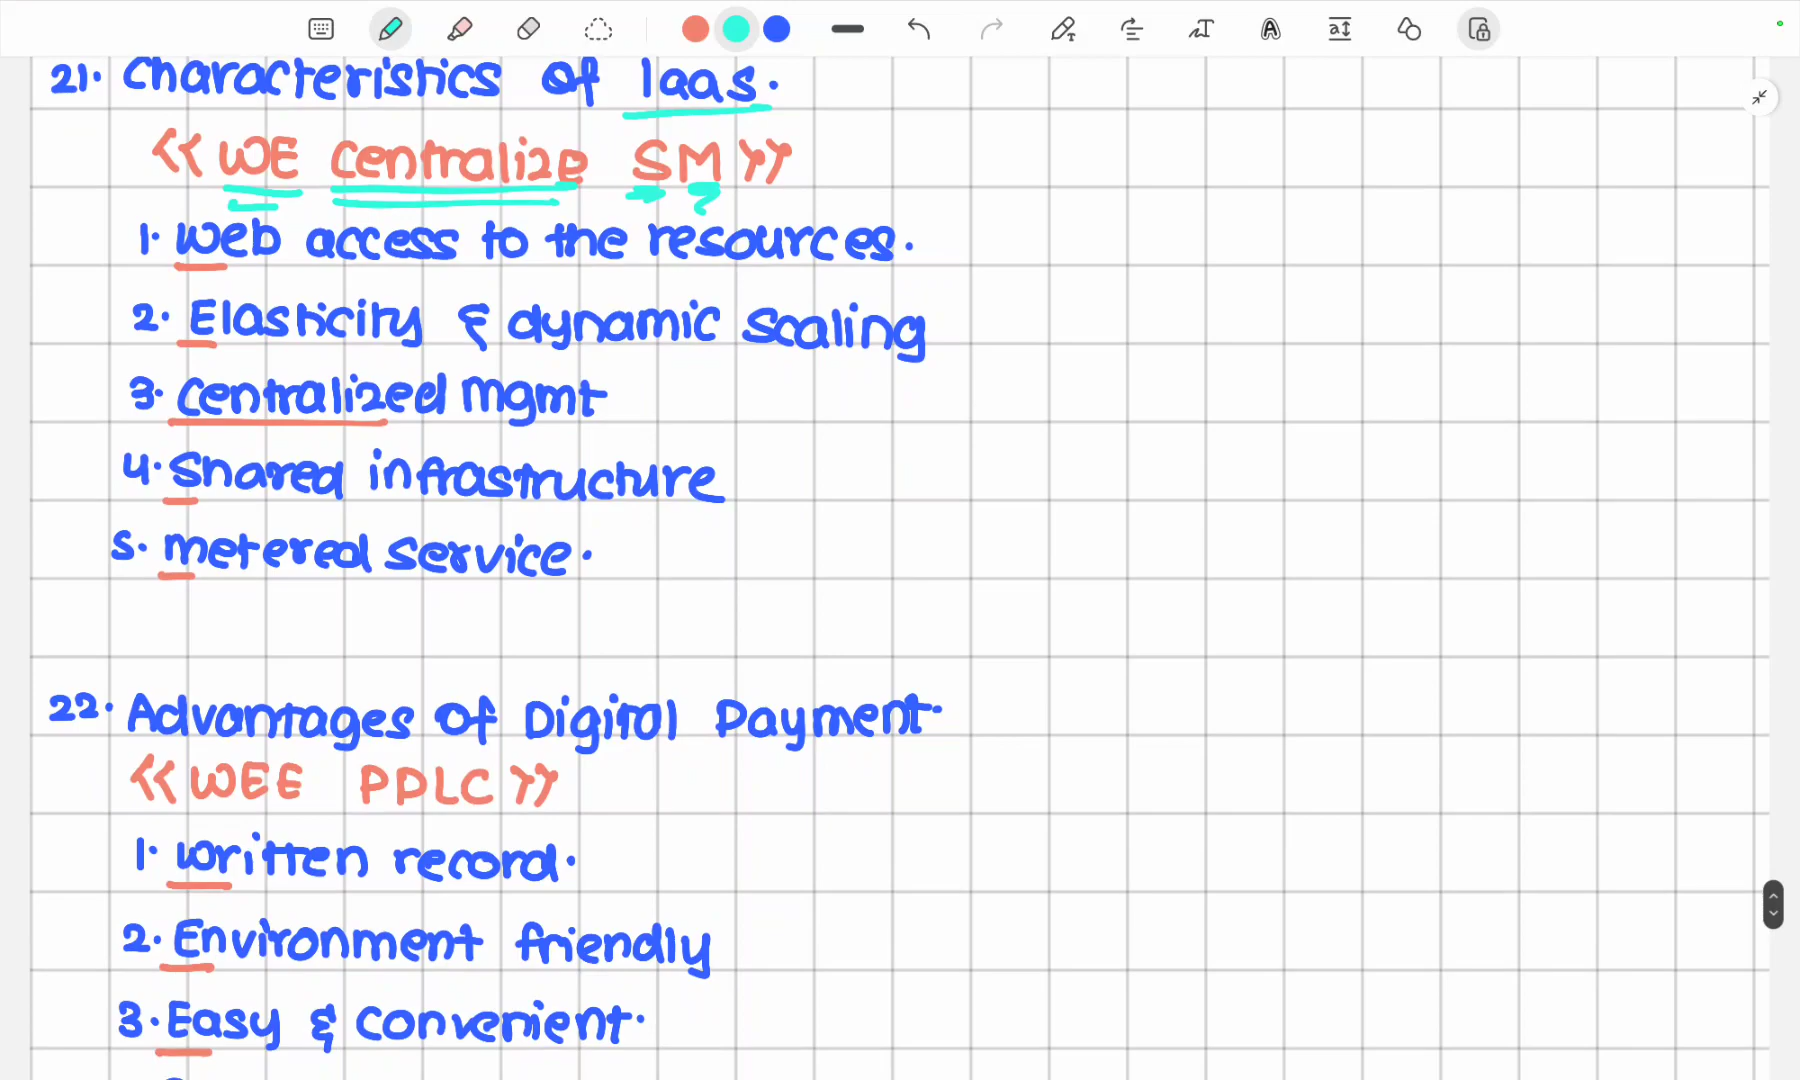 21. Characteristics of Iaas.
<< WE Centralize SM >>
1. Web access to the resources.
2. Elasticity & dynamic scaling
3. Centralized Mgmt
4. Shared infrastructure
5. metered service.
22. Advantages of Digital Payment.
<< WEE PDLC >>
1. Written record.
2. Environment friendly
3. Easy & convenient.